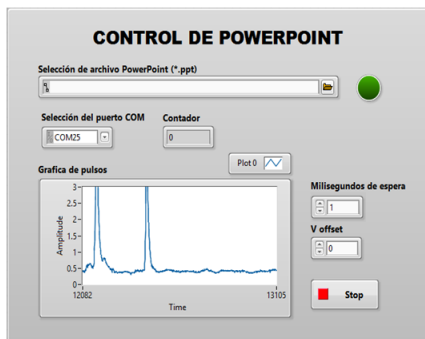 CONTROL DE POWERPOINT
Selección de archivo PowerPoint (*.ppt)
Selección del puerto COM
Contador
COM25
0
Plot 0
Grafica de pulsos
Milisegundos de espera
1
V offset
0
Stop
3-
2.5-
2-
1.5-
1-
0.5-
0-
Amplitude
12082
13105
Time